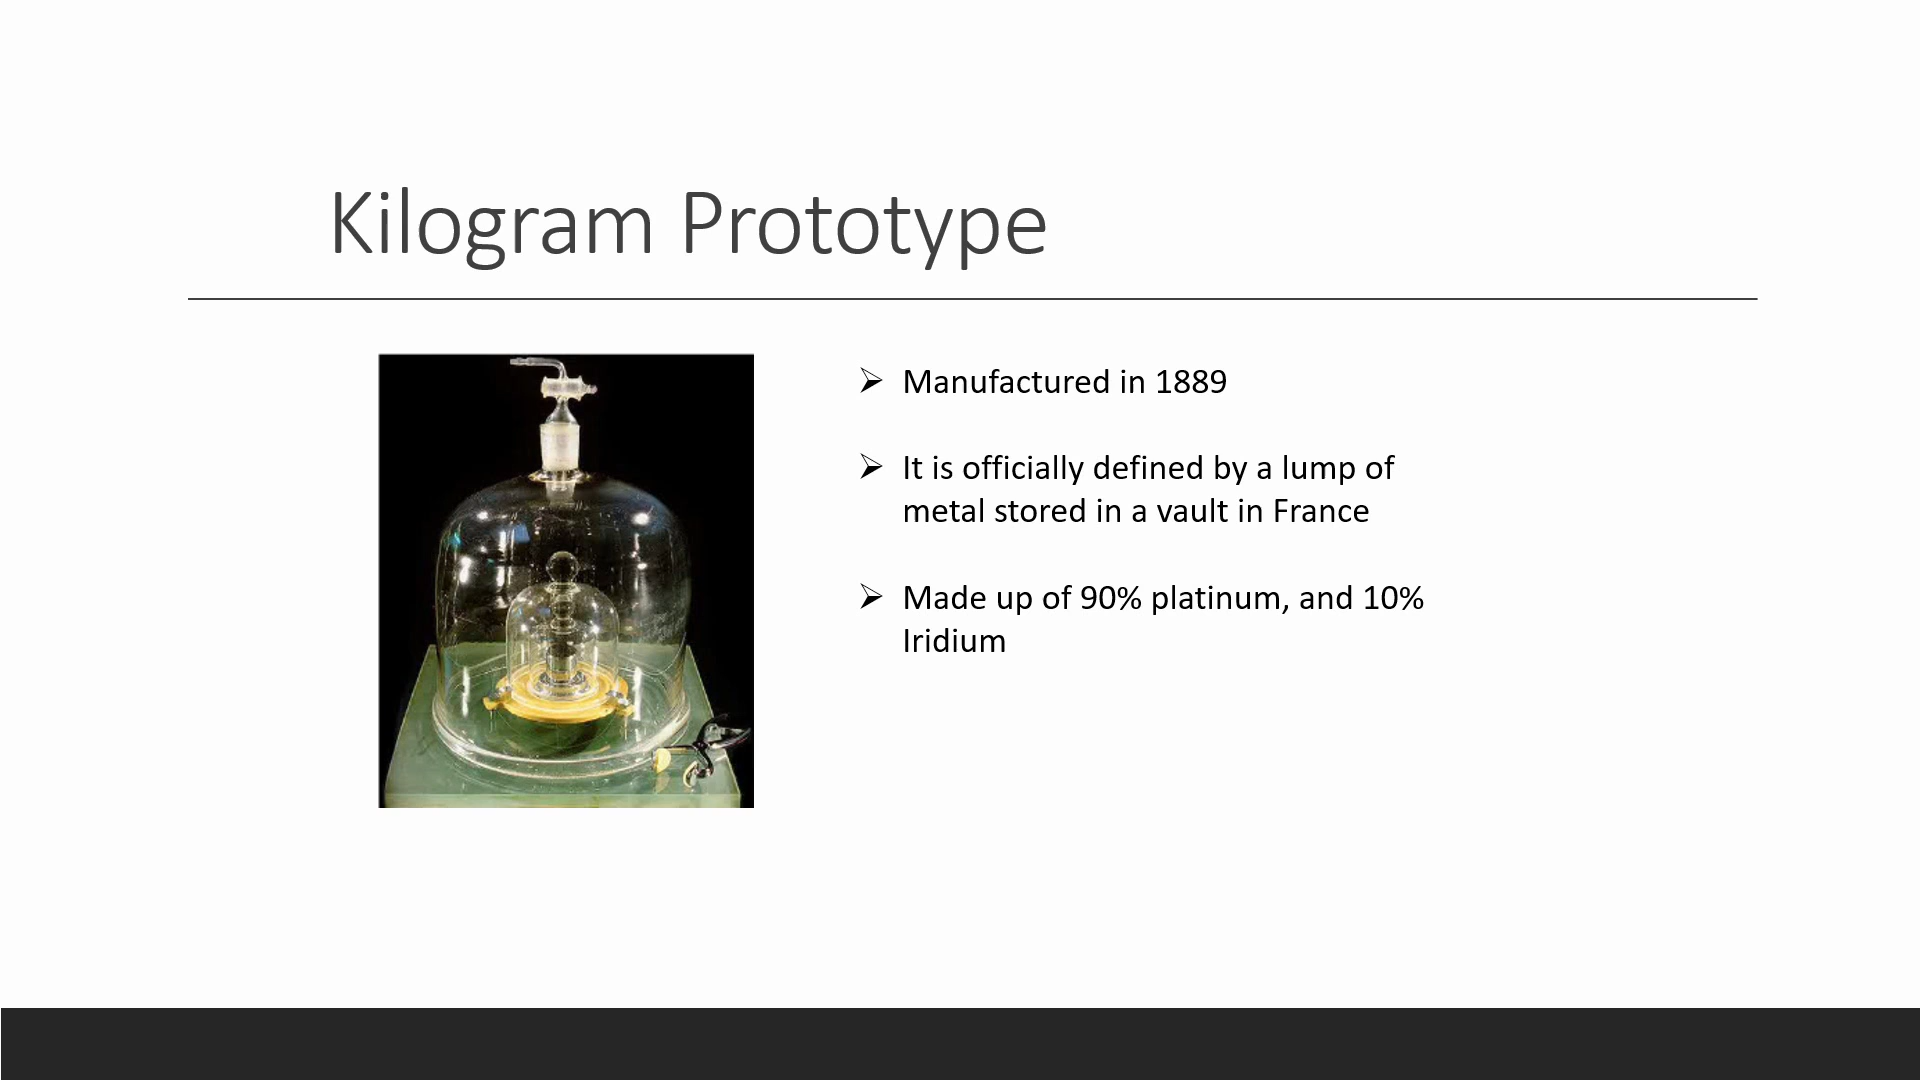 Kilogram Prototype
➢ Manufactured in 1889
➢ It is officially defined by a lump of
metal stored in a vault in France
➢ Made up of 90% platinum, and 10%
Iridium